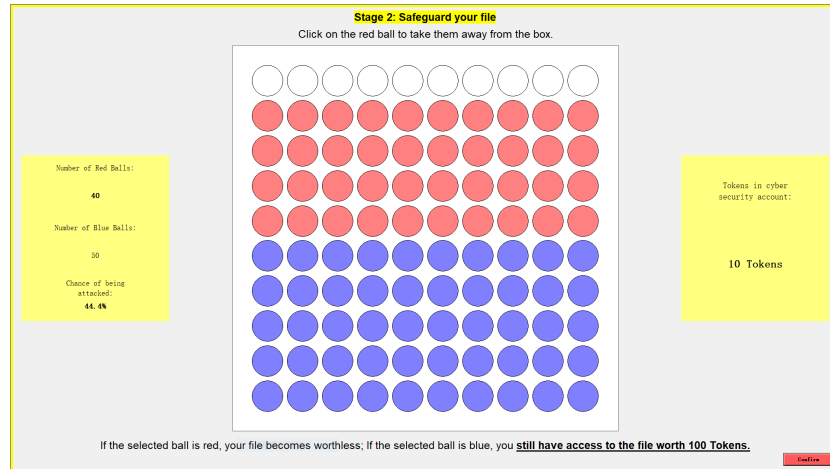 Stage 2: Safeguard your file
Click on the red ball to take them away from the box.
Number of Red Balls:
40
Number of Blue Balls:
50
Chance of being
attacked:
44.4%
Tokens in cyber
security account:
10 Tokens
If the selected ball is red, your file becomes worthless; If the selected ball is blue, you still have access to the file worth 100 Tokens.
Confirm